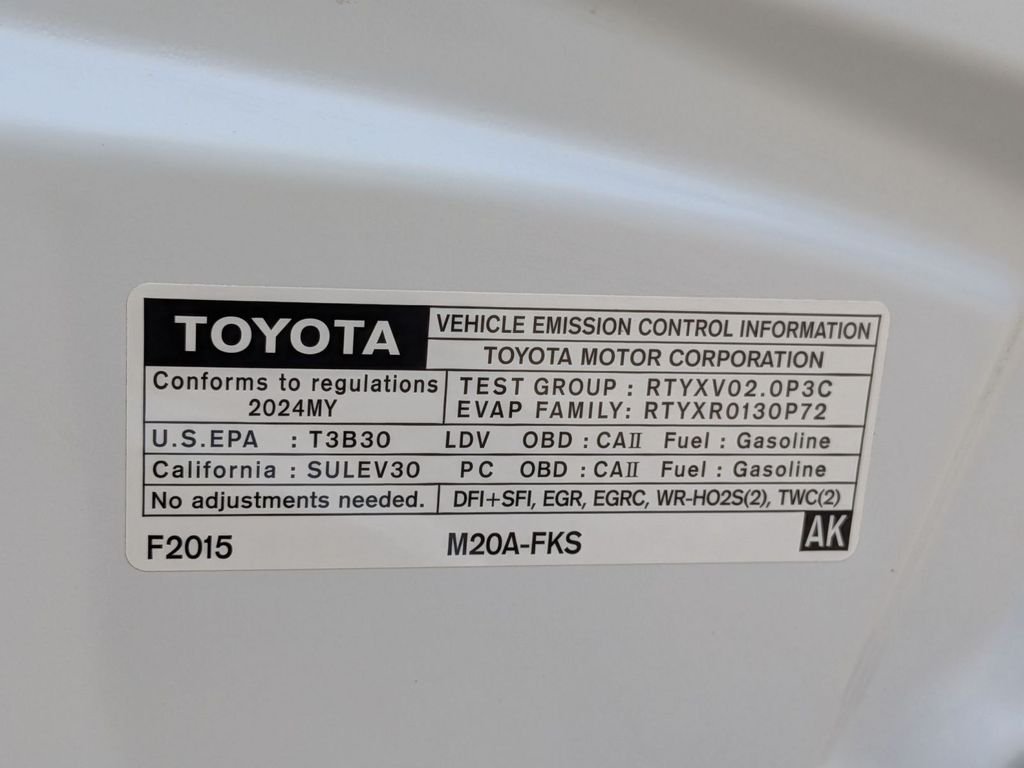 TOYOTA
VEHICLE EMISSION CONTROL INFORMATION
TOYOTA MOTOR CORPORATION
Conforms to regulations
2024MY
TEST GROUP : RTYXV02.0P3C
EVAP FAMILY: RTYXR0130P72
U.S.EPA : T3B30 LDV OBD : CAII Fuel : Gasoline
California : SULEV30 PC OBD : CAII Fuel : Gasoline
No adjustments needed. DFI+SFI, EGR, EGRC, WR-HO2S(2), TWC(2)
F2015 M20A-FKS AK